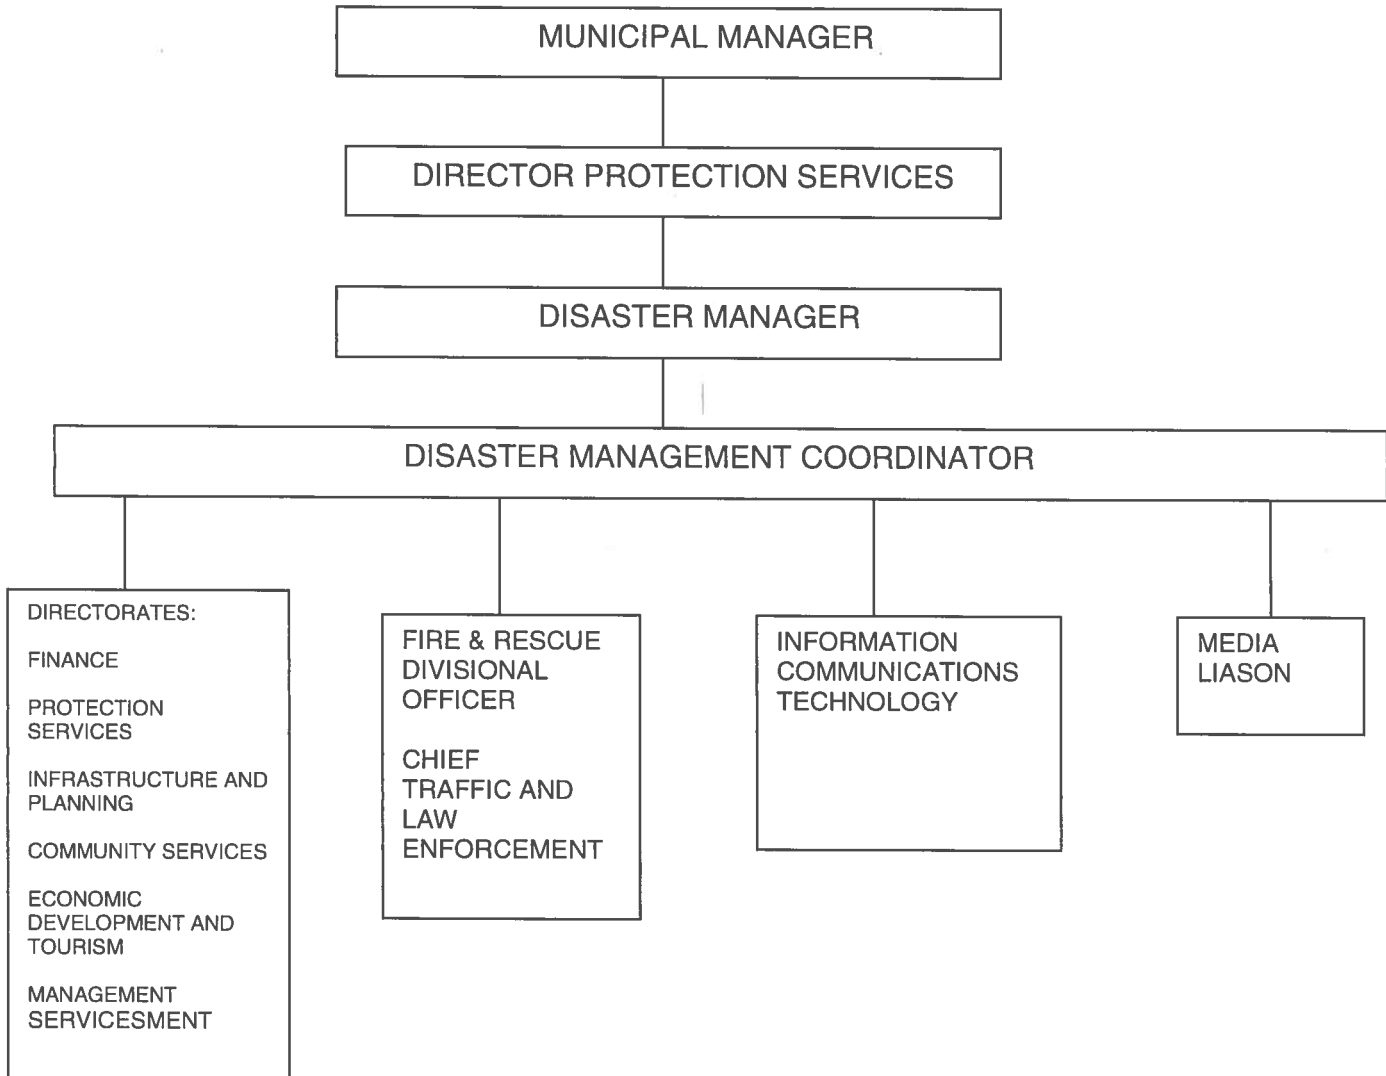 MUNICIPAL MANAGER
DIRECTOR PROTECTION SERVICES
DISASTER MANAGER
DISASTER MANAGEMENT COORDINATOR
DIRECTORATES:
FINANCE
PROTECTION
SERVICES
INFRASTRUCTURE AND
PLANNING
COMMUNITY SERVICES
ECONOMIC
DEVELOPMENT AND
TOURISM
MANAGEMENT
SERVICESMENT
FIRE & RESCUE
DIVISIONAL
OFFICER
CHIEF
TRAFFIC AND
LAW
ENFORCEMENT
INFORMATION
COMMUNICATIONS
TECHNOLOGY
MEDIA
LIASON